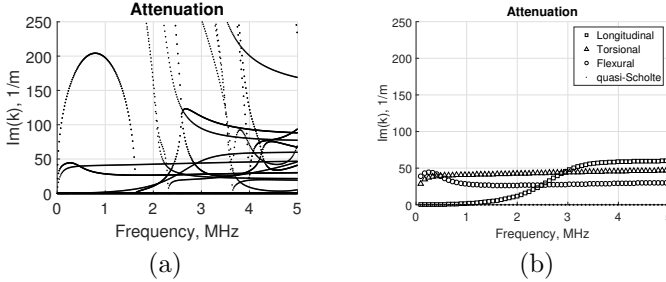 Attenuation
Im(k), 1/m
250
200
150
100
50
0
0 1 2 3 4 5
Frequency, MHz
(a)
Attenuation
Im(k), 1/m
250
200
150
100
50
0
0 1 2 3 4 5
Frequency, MHz
Longitudinal
Torsional
Flexural
quasi-Scholte
(b)